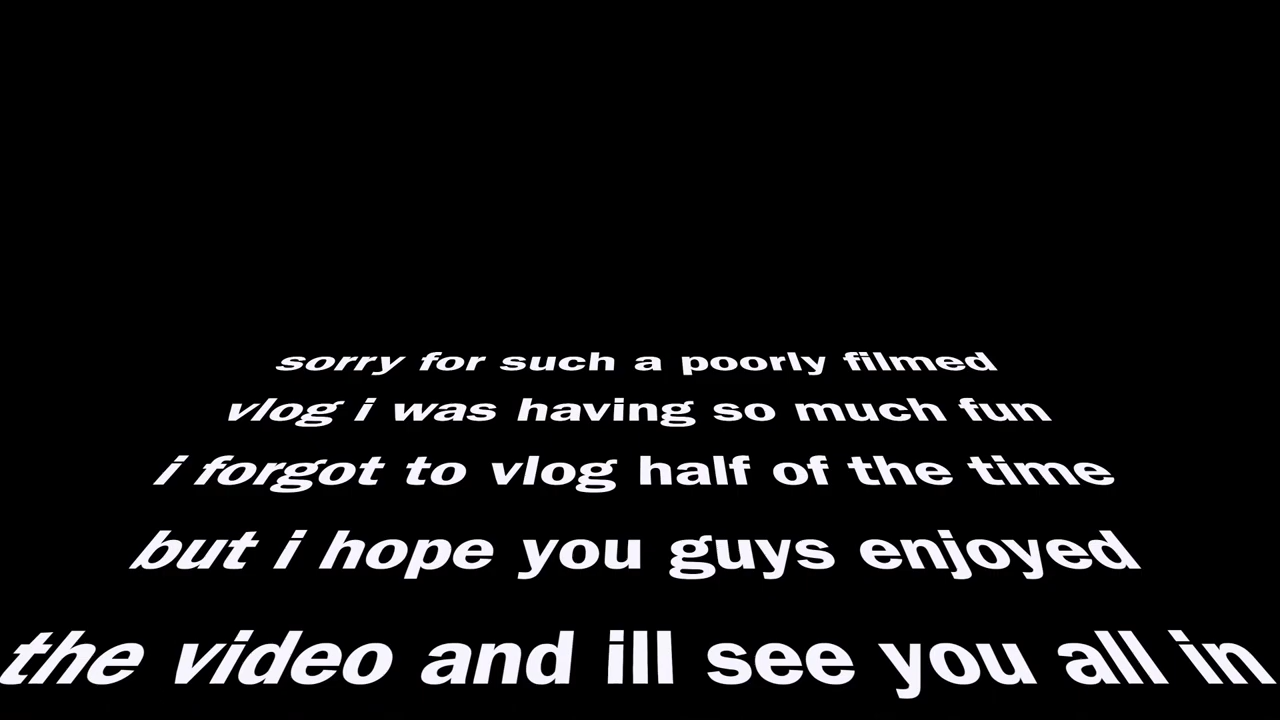 sorry for such a poorly filmed
vlog i was having so much fun
i forgot to vlog half of the time
but i hope you guys enjoyed
the video and ill see you all in